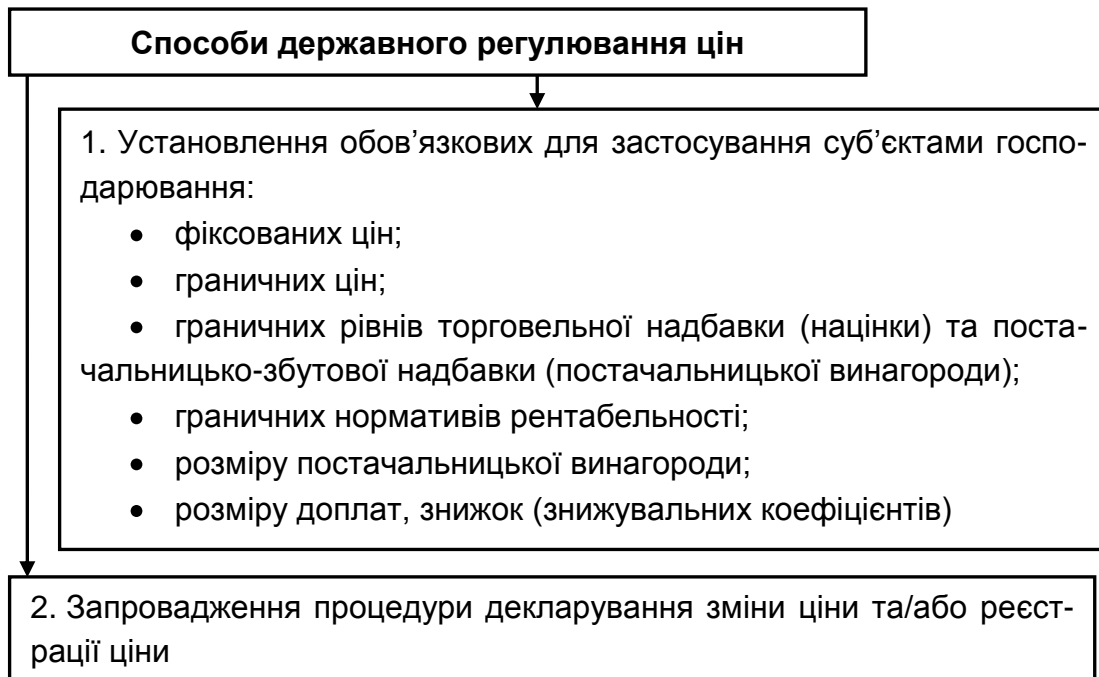 Способи державного регулювання цін
1. Установлення обов’язкових для застосування суб’єктами госпо-
дарювання:
• фіксованих цін;
• граничних цін;
• граничних рівнів торговельної надбавки (націнки) та поста-
чальницько-збутової надбавки (постачальницької винагороди);
• граничних нормативів рентабельності;
• розміру постачальницької винагороди;
• розміру доплат, знижок (знижувальних коефіцієнтів)
2. Запровадження процедури декларування зміни ціни та/або реєст-
рації ціни